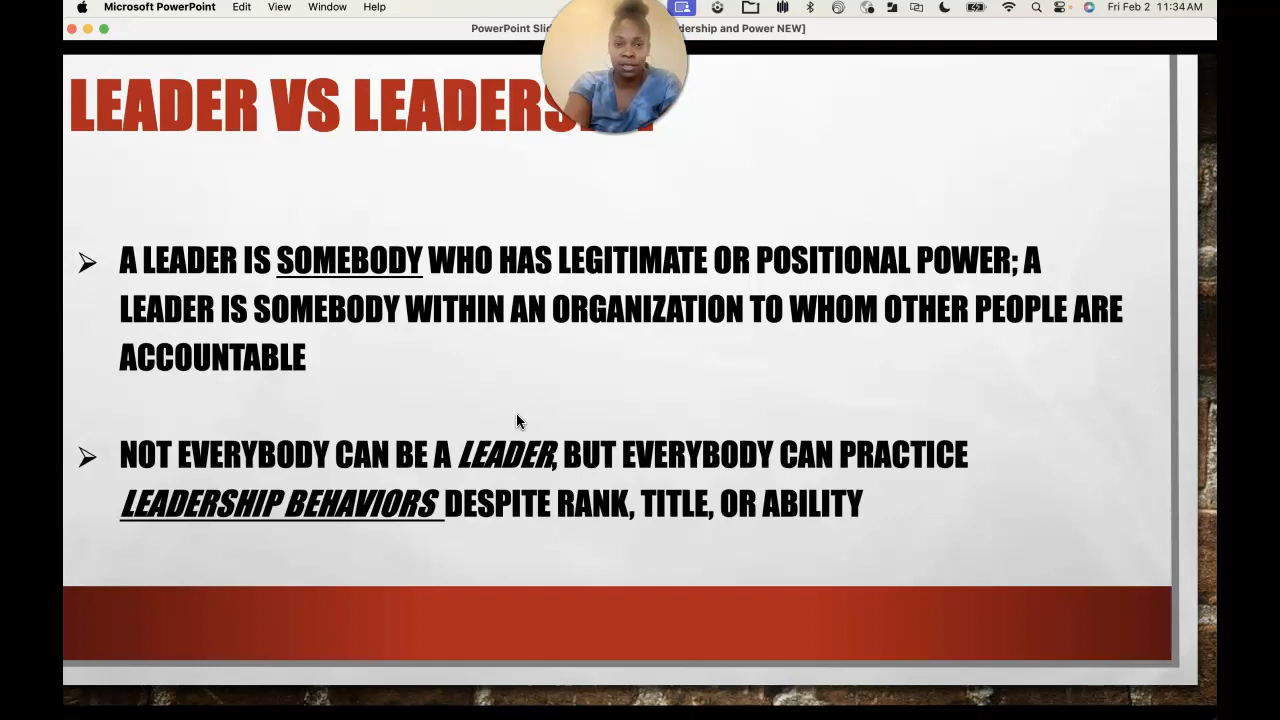 Microsoft PowerPoint Edit View Window Help Fri Feb 2 11:34 AM
PowerPoint ership and Power NEW]
LEADER VS
A LEADER IS SOMEBODY WHO HAS LEGITIMATE OR POSITIONAL POWER; A
LEADER IS SOMEBODY WITHIN AN ORGANIZATION TO WHOM OTHER PEOPLE ARE
ACCOUNTABLE
NOT EVERYBODY CAN BE A LEADER, BUT EVERYBODY CAN PRACTICE
LEADERSHIP BEHAVIORS DESPITE RANK, TITLE, OR ABILITY